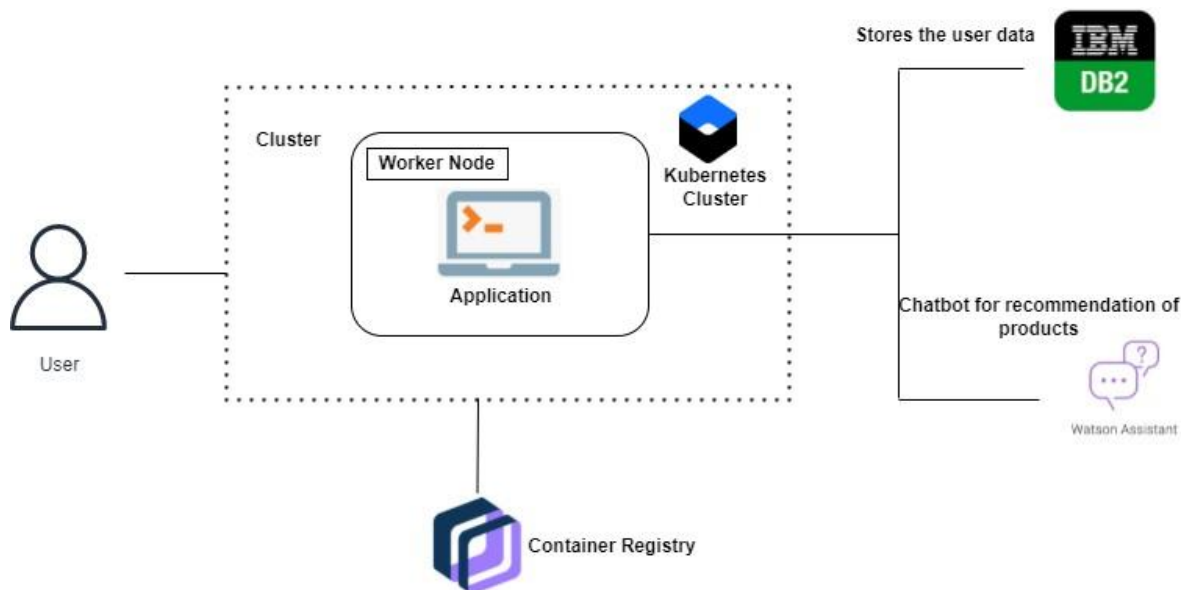 Stores the user data
IBM
DB2
Cluster
Worker Node
Kubernetes
Cluster
Application
User
Chatbot for recommendation of
products
?
Watson Assistant
Container Registry